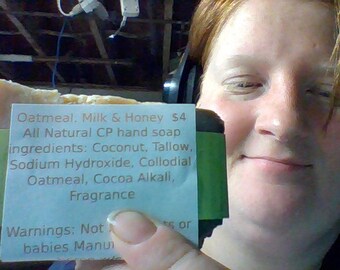 Oatmeal, Milk & Honey $4
All Natural CP hand soap
ingredients: Coconut, Tallow,
Sodium Hydroxide, Collodial
Oatmeal, Cocoa Alkali,
Fragrance
Warnings: Not or
babies Manu